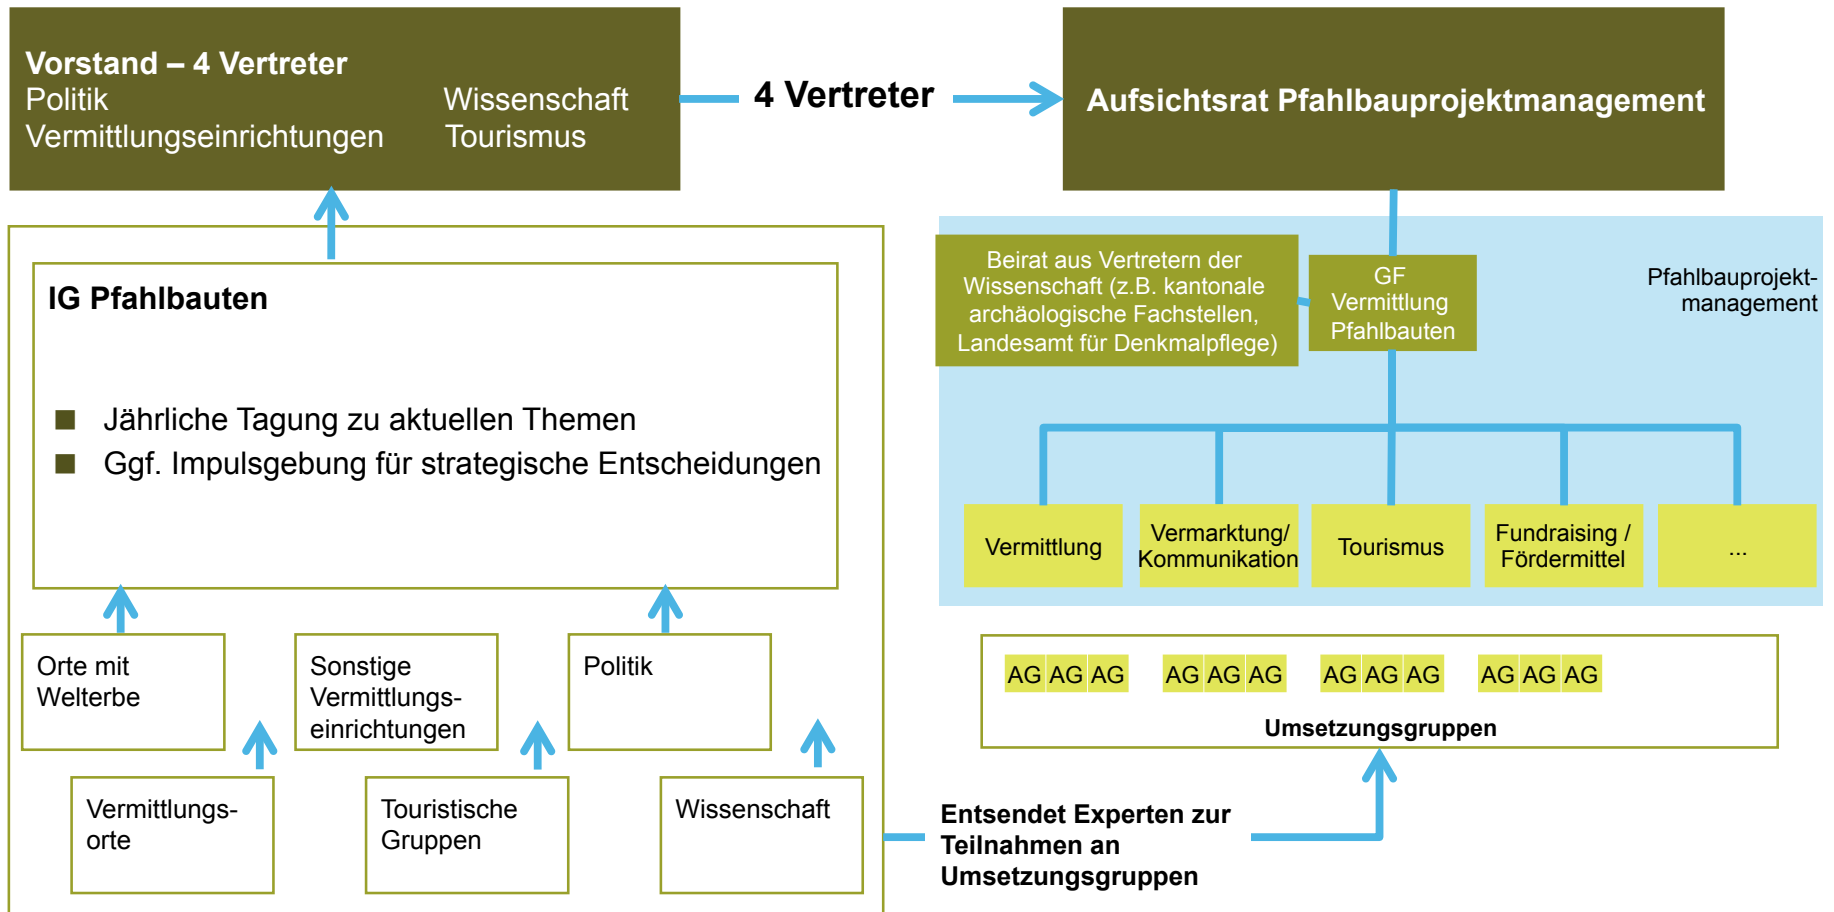 Vorstand – 4 Vertreter
Politik Wissenschaft
Vermittlungseinrichtungen Tourismus
4 Vertreter
Aufsichtsrat Pfahlbauprojektmanagement
IG Pfahlbauten
Jährliche Tagung zu aktuellen Themen
Ggf. Impulsgebung für strategische Entscheidungen
Orte mit
Welterbe
Sonstige
Vermittlungs-
einrichtungen
Politik
Vermittlungs-
orte
Touristische
Gruppen
Wissenschaft
Beirat aus Vertretern der
Wissenschaft (z.B. kantonale
archäologische Fachstellen,
Landesamt für Denkmalpflege)
GF
Vermittlung
Pfahlbauten
Pfahlbauprojekt-
management
Vermittlung
Vermarktung/
Kommunikation
Tourismus
Fundraising /
Fördermittel
...
AG AG AG AG AG AG AG AG AG AG AG AG
Umsetzungsgruppen
Entsendet Experten zur
Teilnahmen an
Umsetzungsgruppen